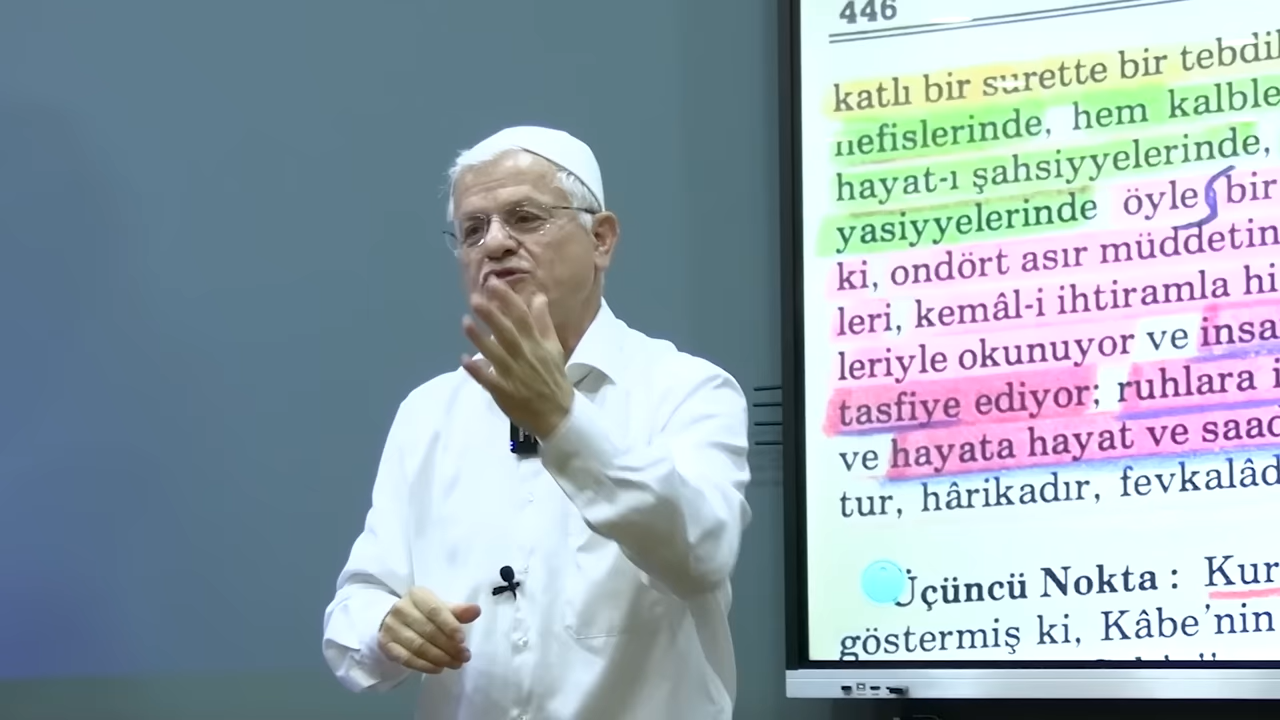 446
katlı bir surette bir tebdil
nefislerinde, hem kalble
hayat-ı şahsiyyelerinde,
yasiyyelerinde öyle bir
ki, ondört asır müddetin
leri, kemâl-i ihtiramla hi
leriyle okunuyor ve insa
tasfiye ediyor; ruhlara i
ve hayata hayat ve saad
tur, hârikadır, fevkalâd
Üçüncü Nokta : Kur
göstermiş ki, Kâbe'nin